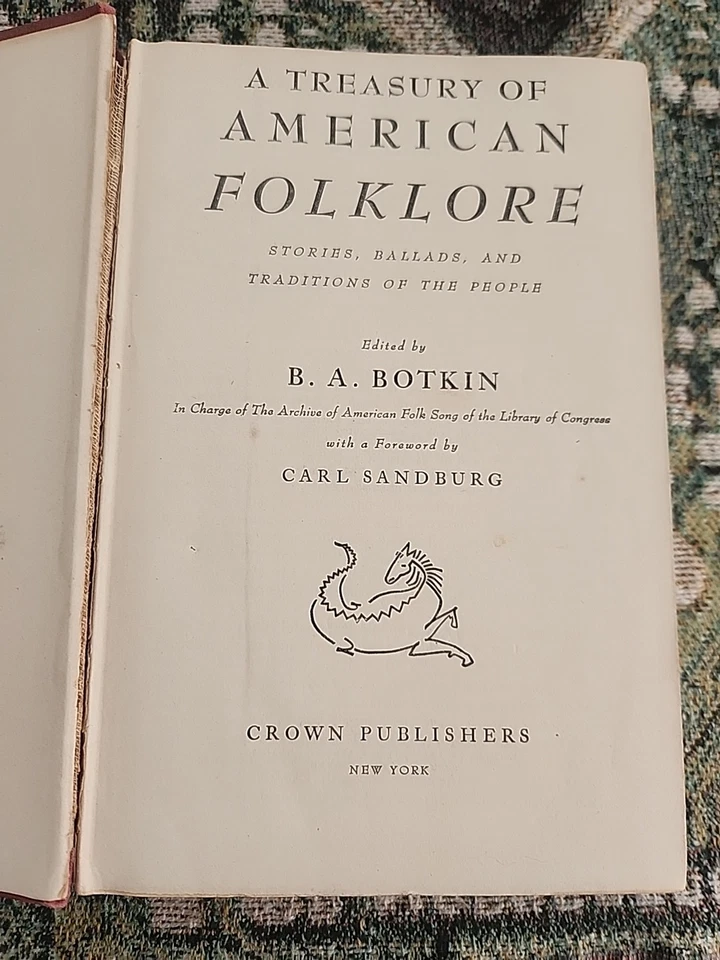 A TREASURY OF
AMERICAN
FOLKLORE
STORIES, BALLADS, AND
TRADITIONS OF THE PEOPLE
Edited by
B. A. BOTKIN
In Charge of The Archive of American Folk Song of the Library of Congress
with a Foreword by
CARL SANDBURG
CROWN PUBLISHERS
NEW YORK